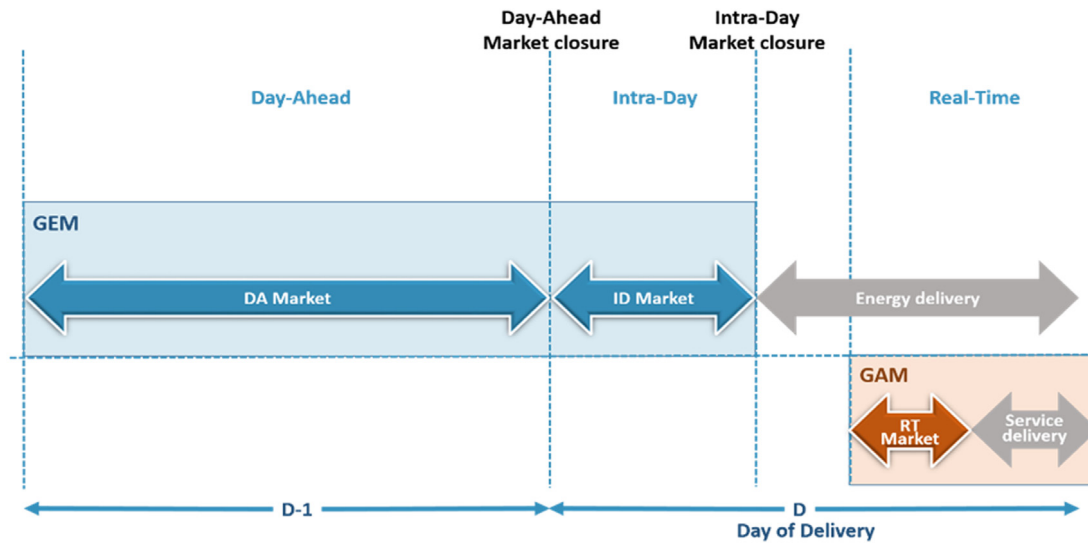 Day-Ahead
Market closure
Intra-Day
Market closure
Day-Ahead
Intra-Day
Real-Time
GEM
DA Market
ID Market
Energy delivery
GAM
RT
Market
Service
delivery
D-1
D
Day of Delivery